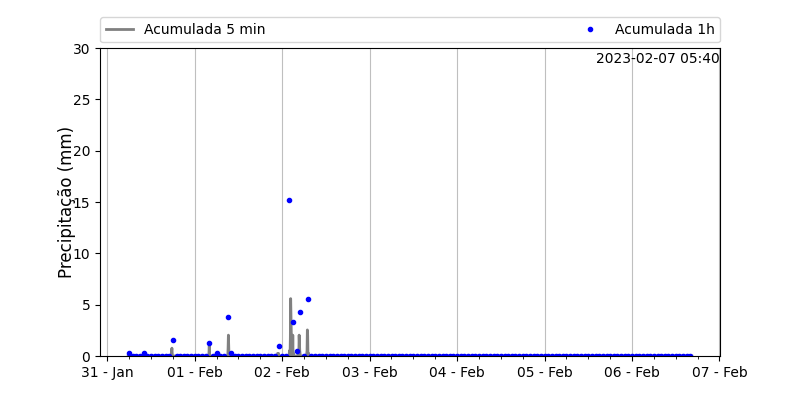 Acumulada 5 min
Acumulada 1h
2023-02-07 05:40
Precipitação (mm)
30
25
20
15
10
5
0
31 - Jan
01 - Feb
02 - Feb
03 - Feb
04 - Feb
05 - Feb
06 - Feb
07 - Feb